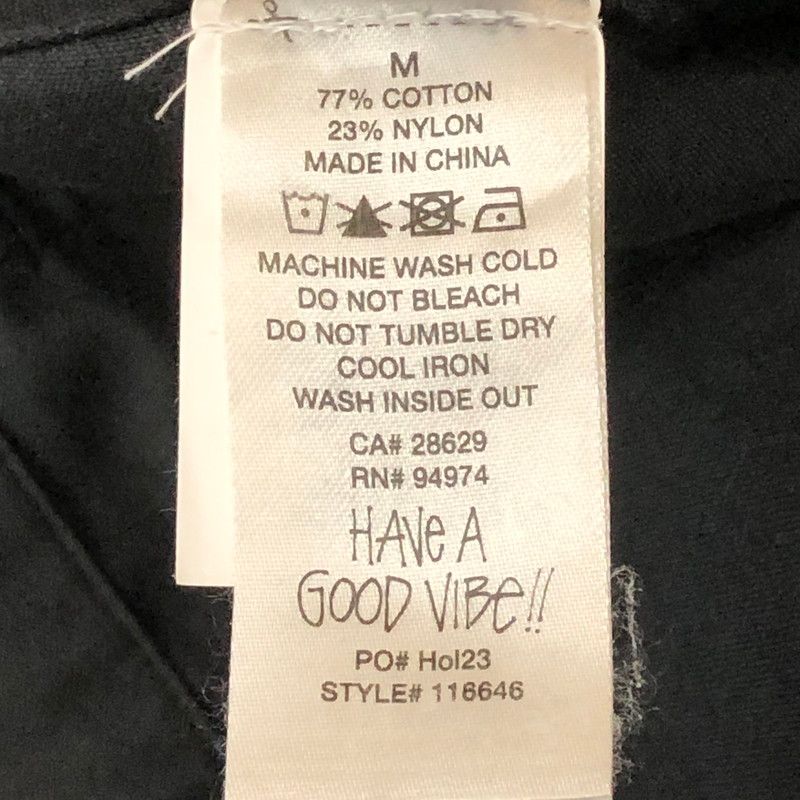 M
77% COTTON
23% NYLON
MADE IN CHINA
MACHINE WASH COLD
DO NOT BLEACH
DO NOT TUMBLE DRY
COOL IRON
WASH INSIDE OUT
CA# 28629
RN# 94974
HAVe A
GOOD ViBe!!
PO# Hol23
STYLE# 116646